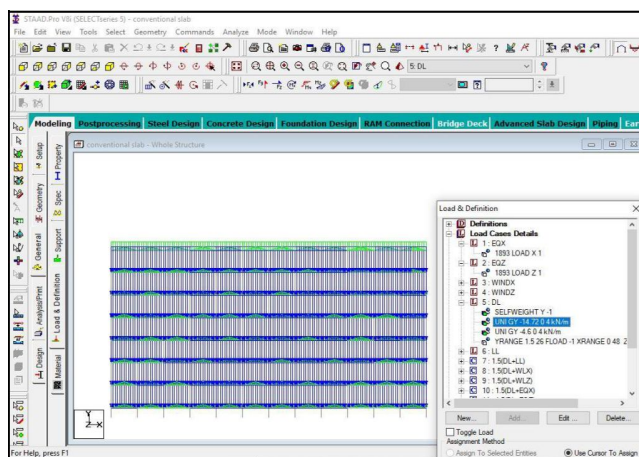 STAAD.Pro V8i (SELECTseries 5) - conventional slab
File Edit View Tools Select Geometry Commands Analyze Mode Window Help
5: DL
Modeling Postprocessing Steel Design Concrete Design Foundation Design RAM Connection Bridge Deck Advanced Slab Design Piping Ear
conventional slab - Whole Structure
Setup
Geometry
General
Analysis/Print
Design
Property
Spec
Support
Load & Definition
Material
Load & Definition
Definitions
Load Cases Details
1 : EQX
1893 LOAD X 1
2 : EQZ
1893 LOAD Z 1
3 : WINDX
4 : WINDZ
5 : DL
SELFWEIGHT Y -1
UNI GY -14.72 0 4 kN/m
UNI GY -4.6 0 4 kN/m
YRANGE 1.5 26 FLOAD -1 XRANGE 0 48 Z
6 : LL
7 : 1.5(DL+LL)
8 : 1.5(DL+WLX)
9 : 1.5(DL+WLZ)
10 : 1.5(DL+EQX)
New... Add... Edit... Delete...
Toggle Load
Assignment Method
Assign To Selected Entities Use Cursor To Assign
Y
Z X
For Help, press F1